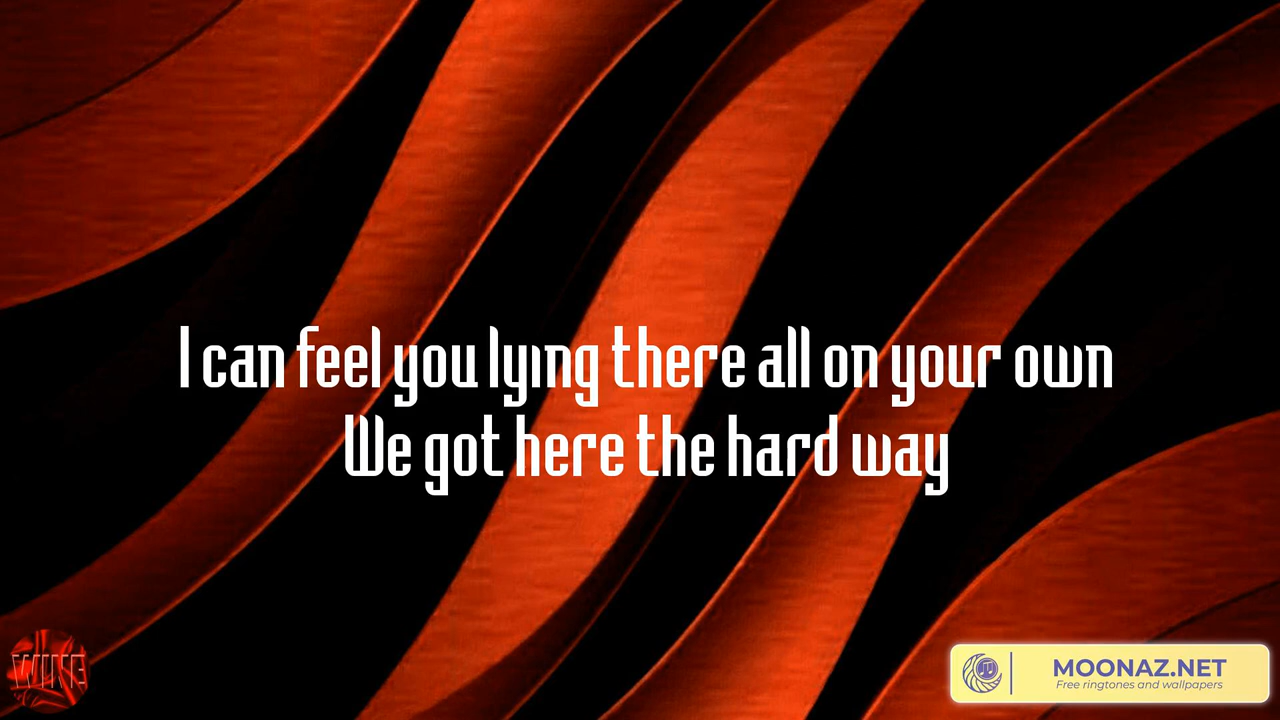 I can feel you lying there all on your own
We got here the hard way
WING
MOONAZ.NET
Free ringtones and wallpapers